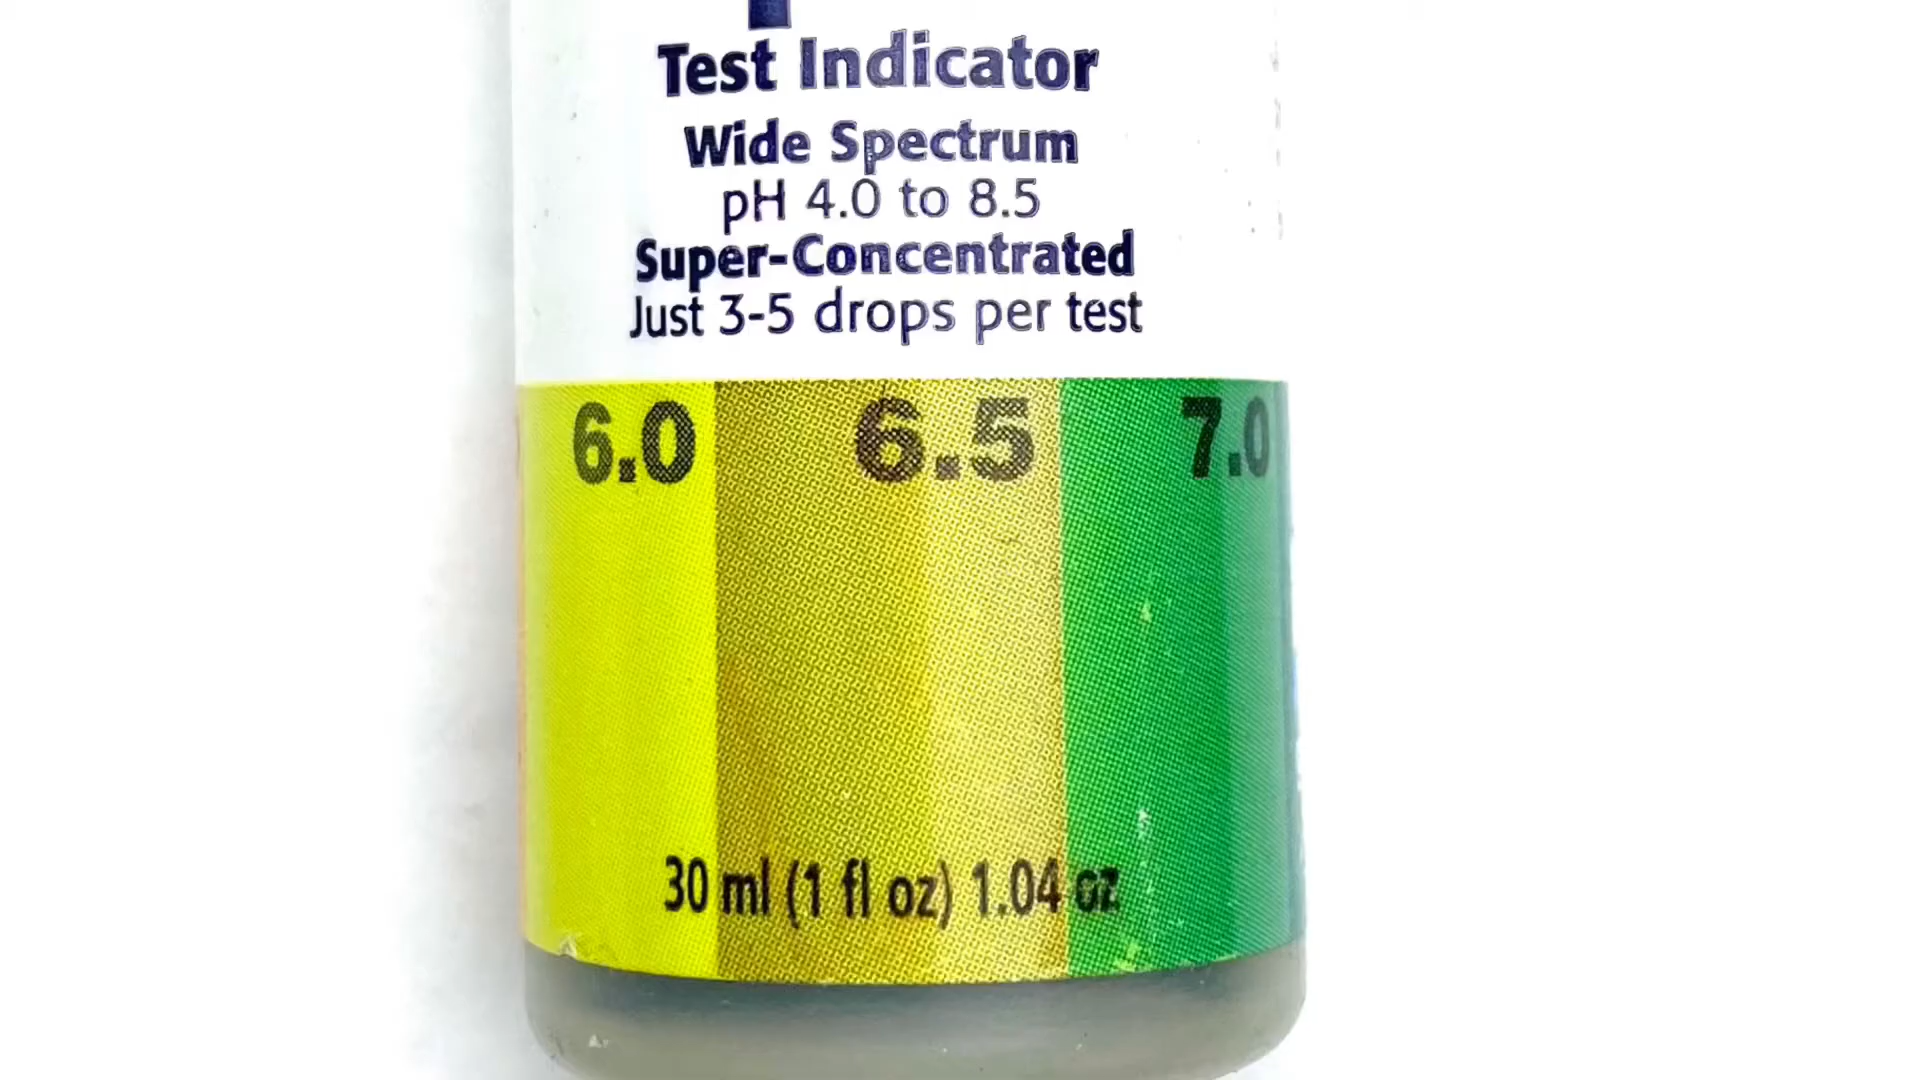 Test Indicator
Wide Spectrum
pH 4.0 to 8.5
Super-Concentrated
Just 3-5 drops per test
6.0 6.5 7.0
30 ml (1 fl oz) 1.04 oz